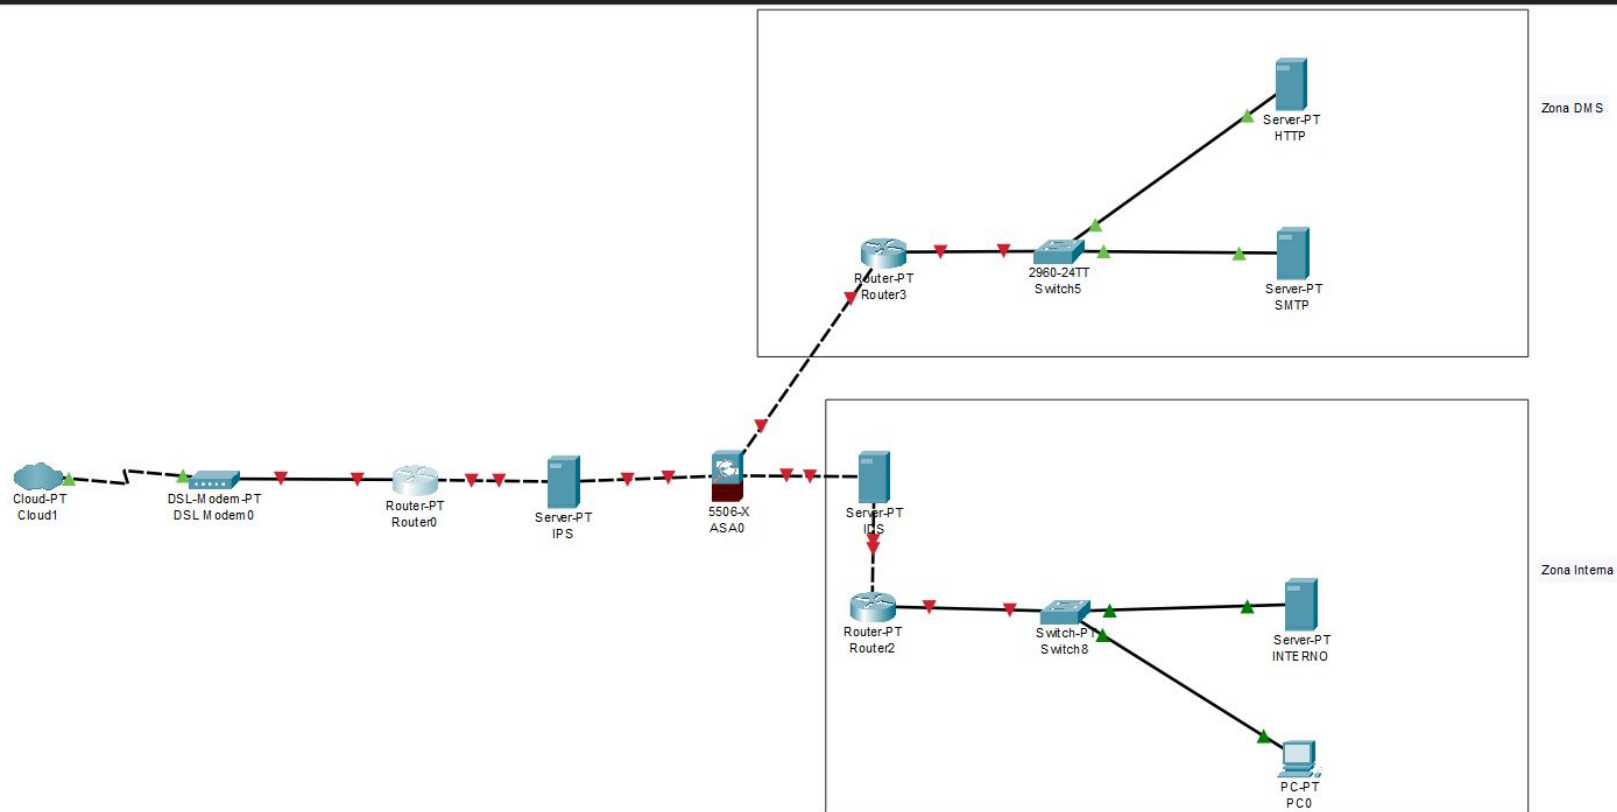 Server-PT
HTTP
Zona DMS
Router-PT
Router3
2960-24TT
Switch5
Server-PT
SMTP
Cloud-PT
Cloud1
DSL-Modem-PT
DSL Modem0
Router-PT
Router0
Server-PT
IPS
5506-X
ASA0
Server-PT
IDS
Zona Interna
Router-PT
Router2
Switch-PT
Switch8
Server-PT
INTERNO
PC-PT
PC0